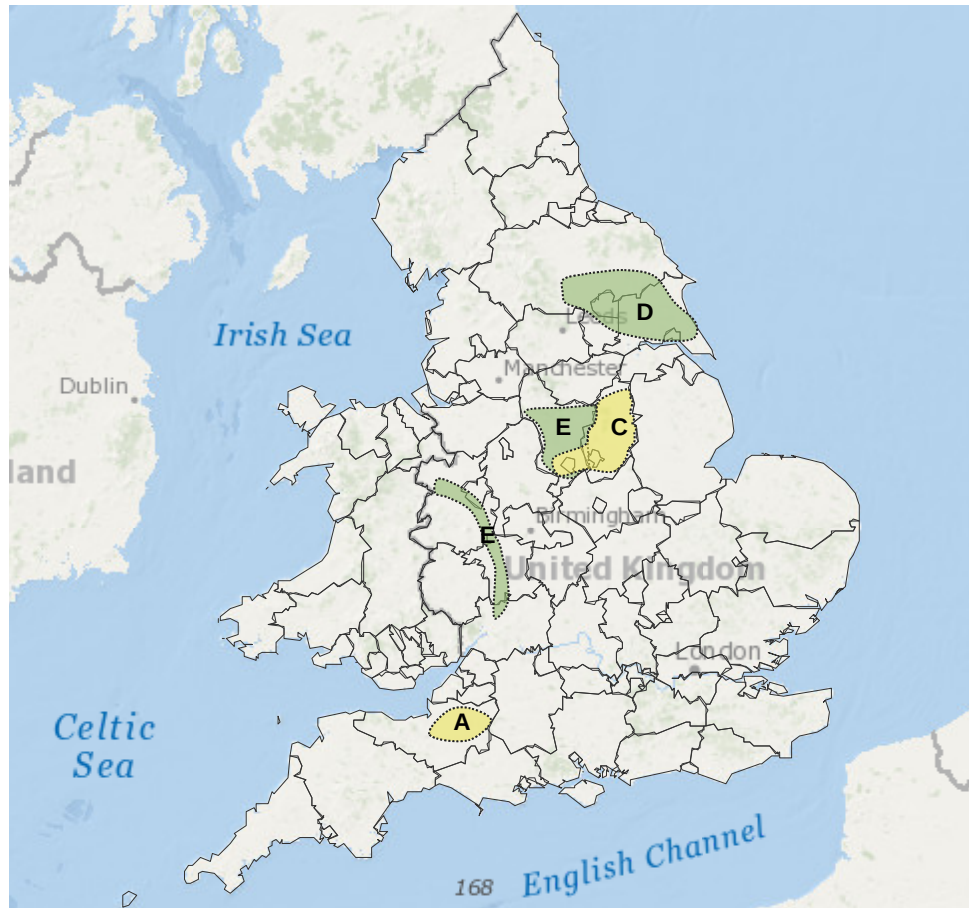 D
Leeds
Irish Sea
Manchester
Dublin
E
C
land
Birmingham
E
United Kingdom
London
A
Celtic
Sea
English Channel
168